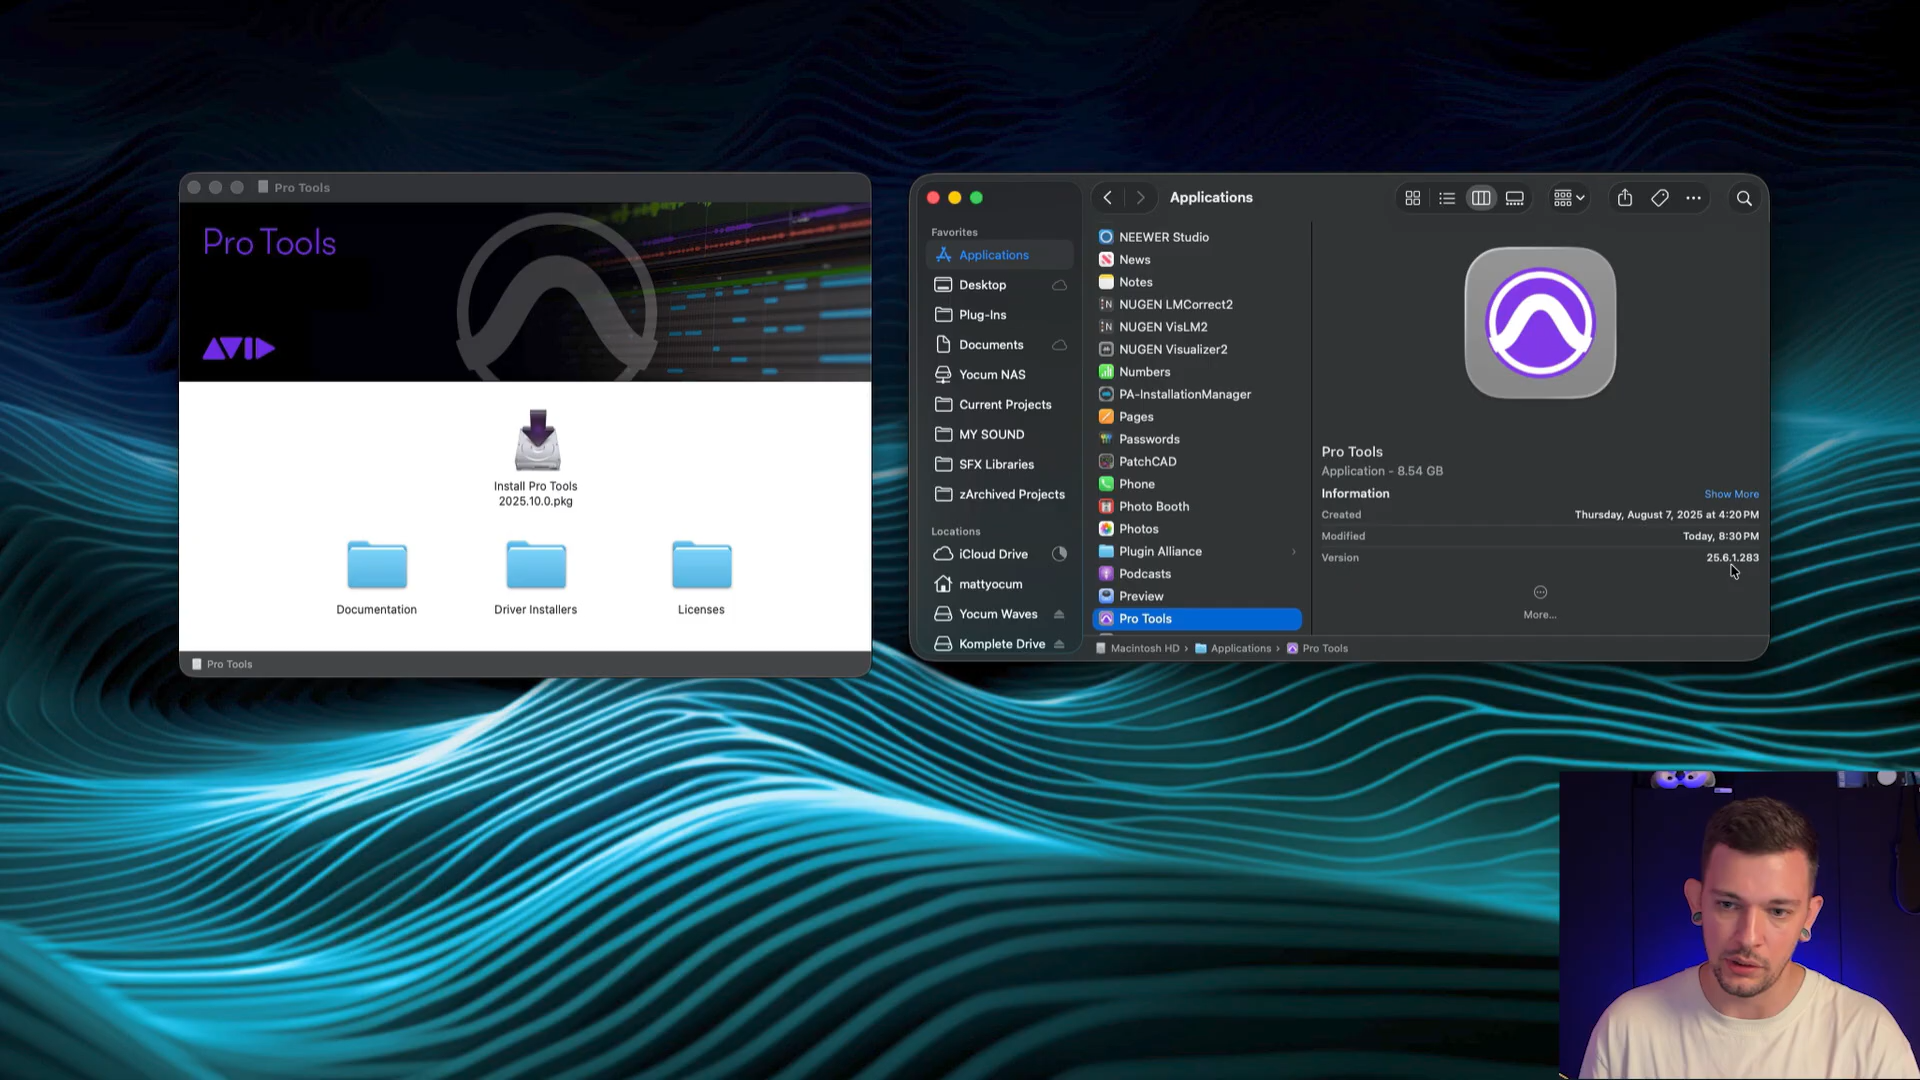 Pro Tools
Pro Tools
AVID
Install Pro Tools
2025.10.0.pkg
Documentation
Driver Installers
Licenses
Pro Tools
Applications
Favorites
Applications
Desktop
Plug-Ins
Documents
Yocum NAS
Current Projects
MY SOUND
SFX Libraries
zArchived Projects
Locations
iCloud Drive
mattyocum
Yocum Waves
Komplete Drive
NEEWER Studio
News
Notes
NUGEN LMCorrect2
NUGEN VisLM2
NUGEN Visualizer2
Numbers
PA-InstallationManager
Pages
Passwords
PatchCAD
Phone
Photo Booth
Photos
Plugin Alliance
Podcasts
Preview
Pro Tools
Pro Tools
Application - 8.54 GB
Information Show More
Created Thursday, August 7, 2025 at 4:20 PM
Modified Today, 8:30 PM
Version 25.6.1.283
More...
Macintosh HD › Applications › Pro Tools